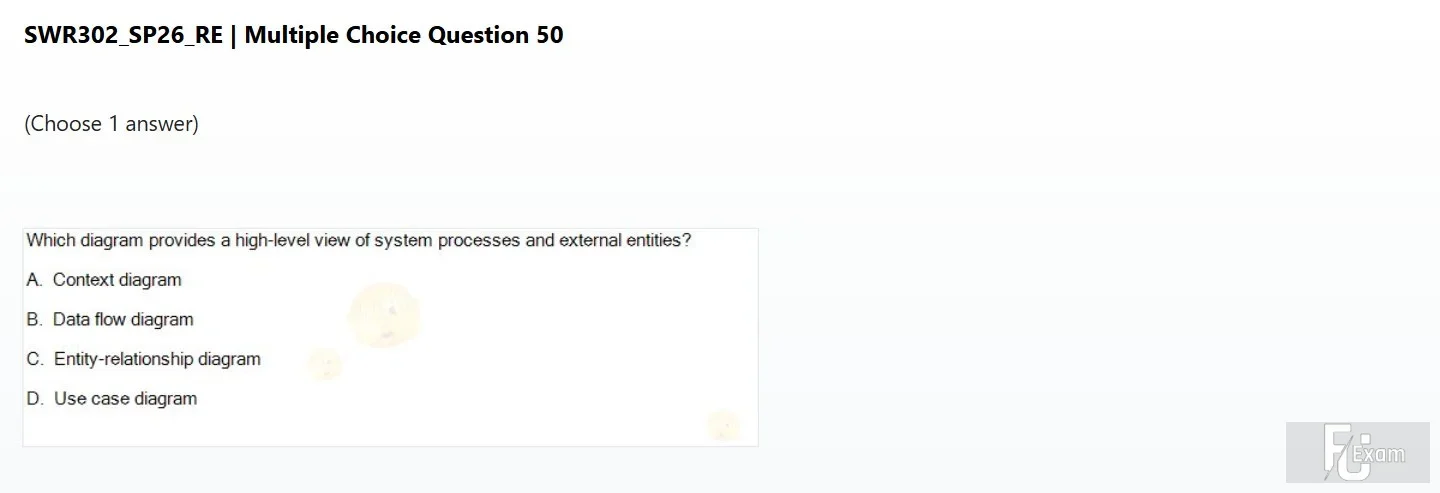 SWR302_SP26_RE | Multiple Choice Question 50
(Choose 1 answer)
Which diagram provides a high-level view of system processes and external entities?
A. Context diagram
B. Data flow diagram
C. Entity-relationship diagram
D. Use case diagram
FU Exam